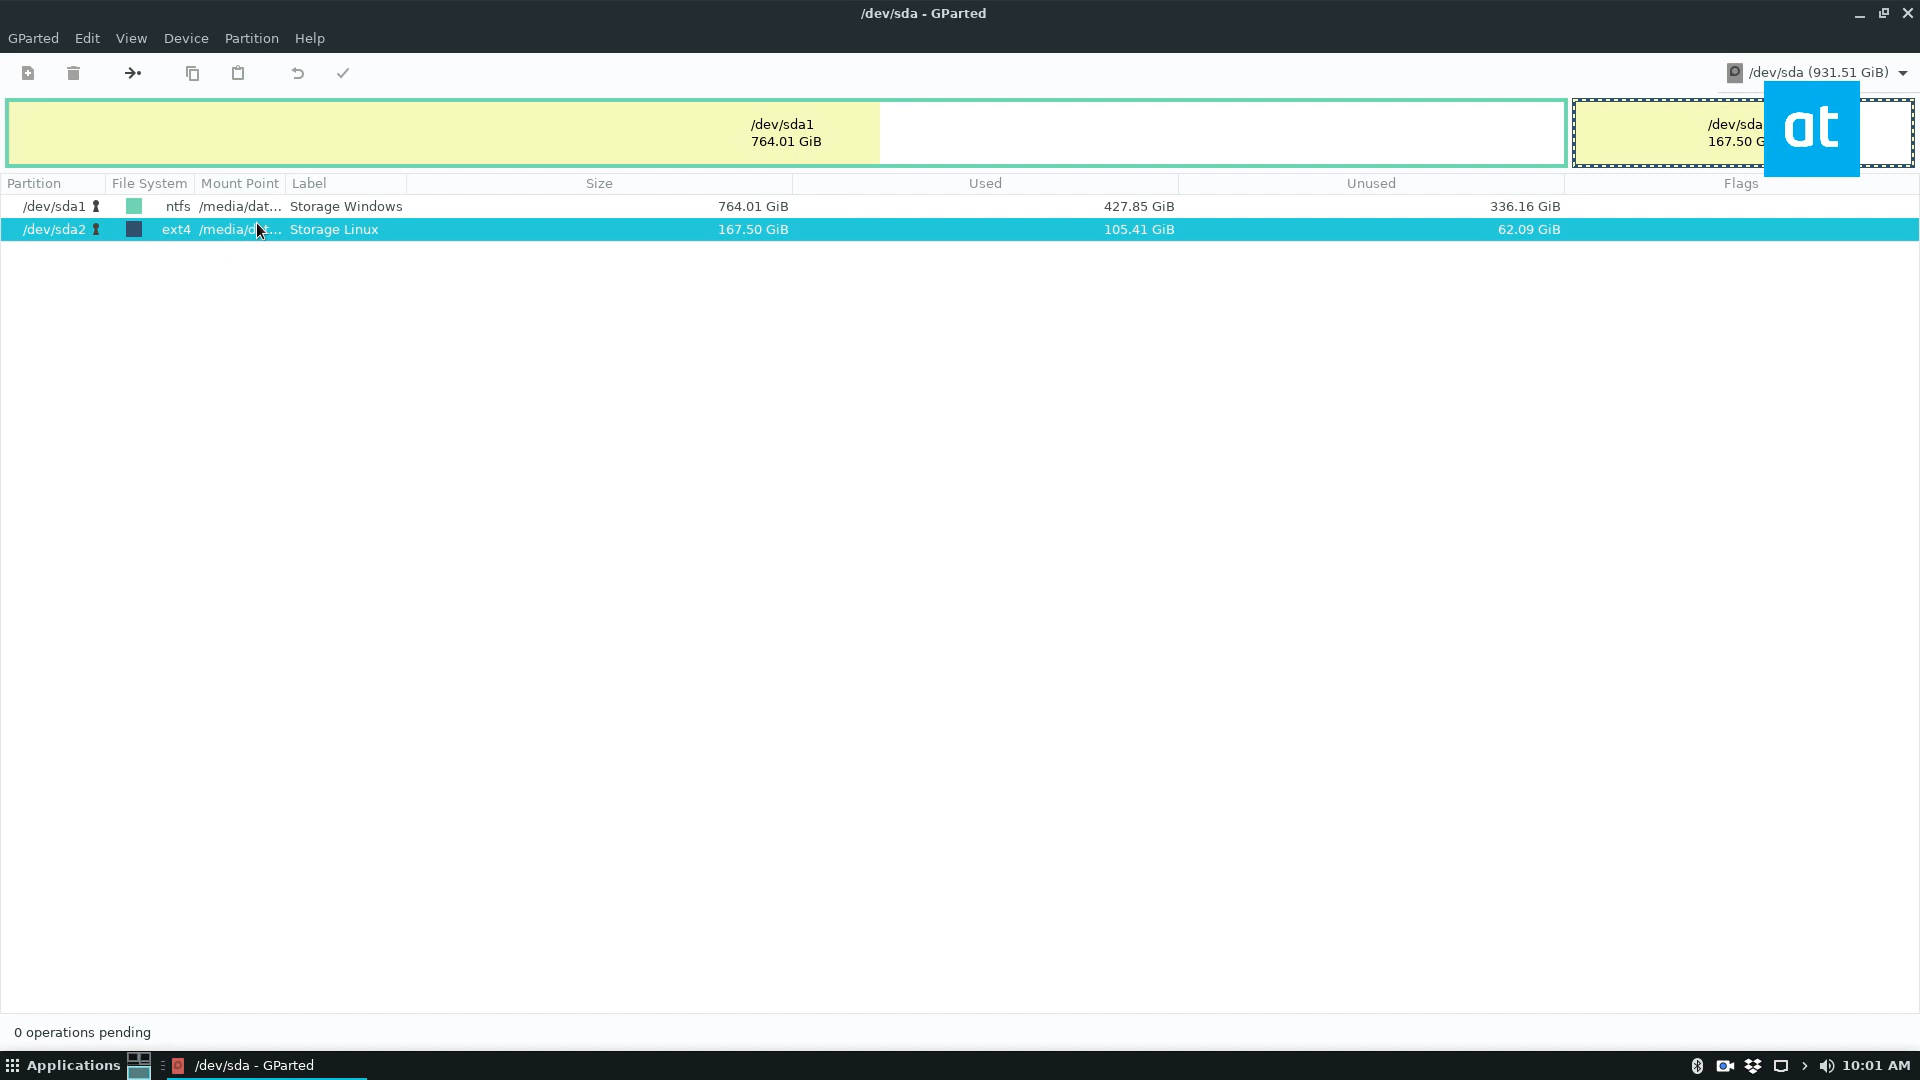 /dev/sda - GParted
GParted Edit View Device Partition Help
/dev/sda (931.51 GiB)
/dev/sda1
764.01 GiB
/dev/sda
167.50 G
at
Partition File System Mount Point Label Size Used Unused Flags
/dev/sda1 ntfs /media/dat... Storage Windows 764.01 GiB 427.85 GiB 336.16 GiB
/dev/sda2 ext4 /media/dat... Storage Linux 167.50 GiB 105.41 GiB 62.09 GiB
0 operations pending
Applications /dev/sda - GParted 10:01 AM